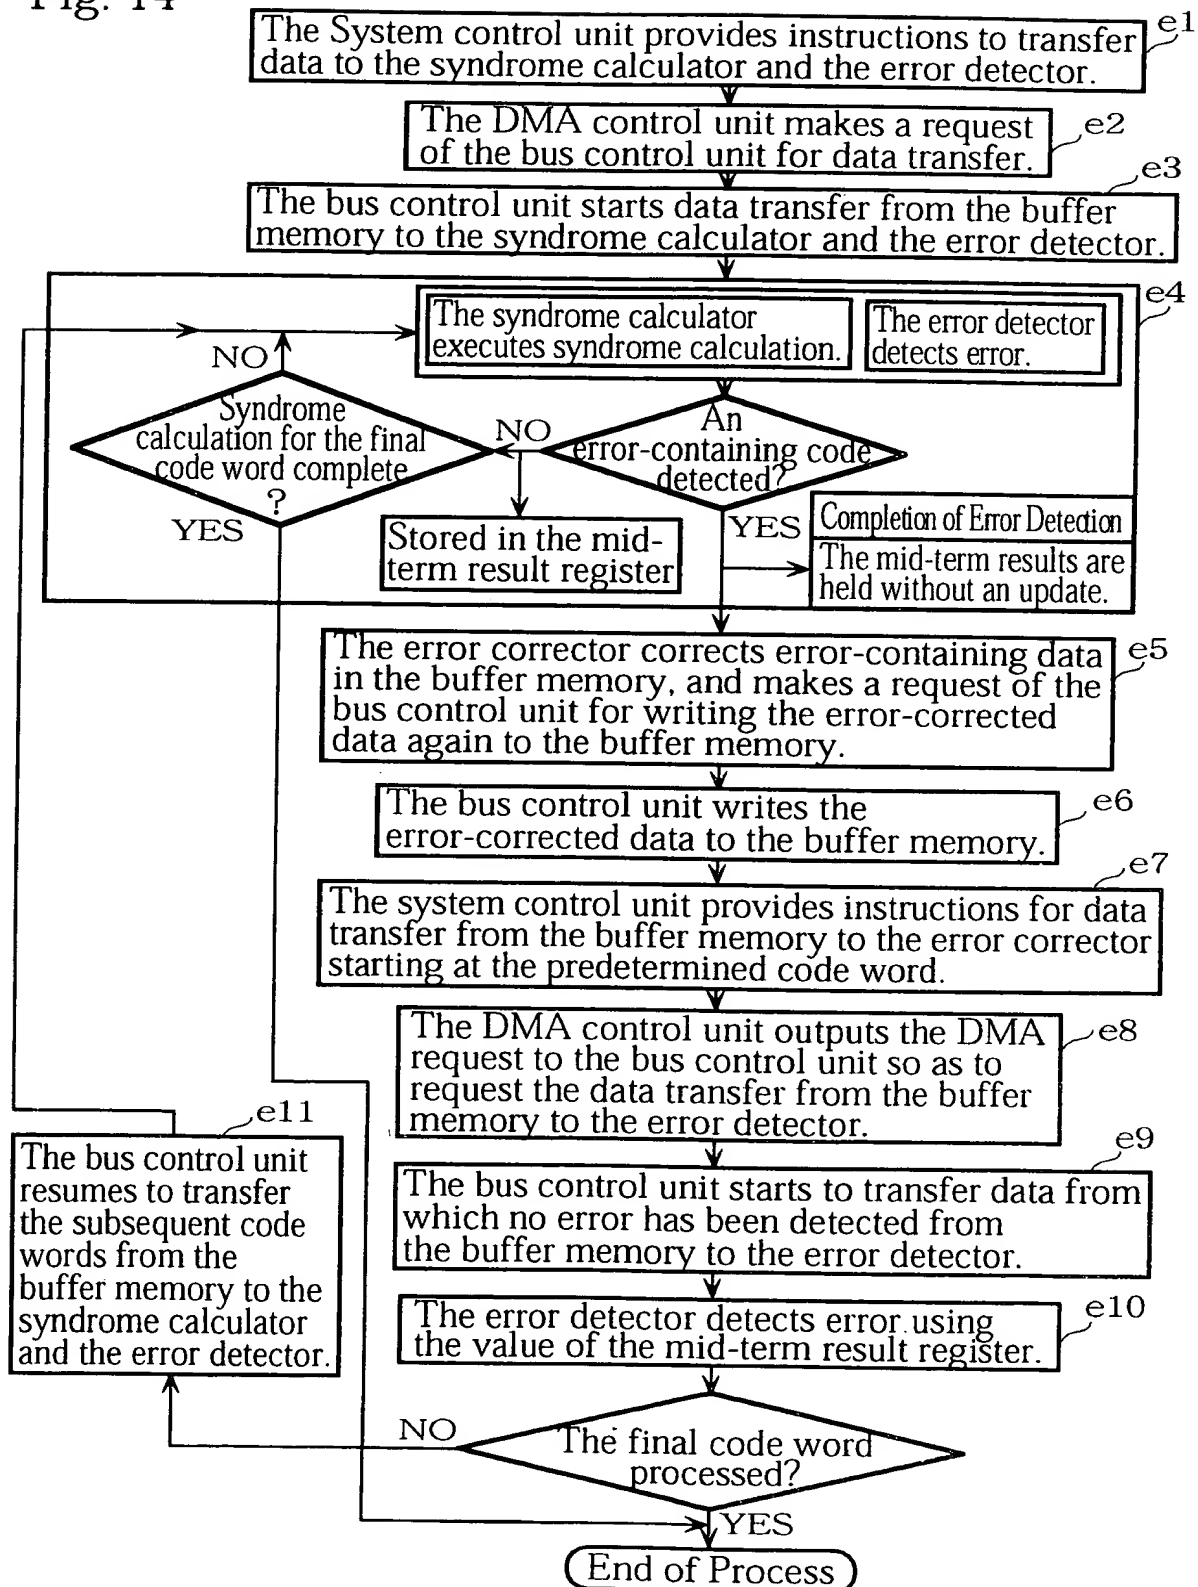 Fig. 14
The System control unit provides instructions to transfer
data to the syndrome calculator and the error detector.
e1
The DMA control unit makes a request
of the bus control unit for data transfer.
e2
The bus control unit starts data transfer from the buffer
memory to the syndrome calculator and the error detector.
e3
e4
The syndrome calculator
executes syndrome calculation.
The error detector
detects error.
NO
Syndrome
calculation for the final
code word complete
?
NO
An
error-containing code
detected?
YES
Stored in the mid-
term result register
YES
Completion of Error Detection
The mid-term results are
held without an update.
The error corrector corrects error-containing data
in the buffer memory, and makes a request of the
bus control unit for writing the error-corrected
data again to the buffer memory.
e5
The bus control unit writes the
error-corrected data to the buffer memory.
e6
The system control unit provides instructions for data
transfer from the buffer memory to the error corrector
starting at the predetermined code word.
e7
The DMA control unit outputs the DMA
request to the bus control unit so as to
request the data transfer from the buffer
memory to the error detector.
e8
The bus control unit starts to transfer data from
which no error has been detected from
the buffer memory to the error detector.
e9
The error detector detects error using
the value of the mid-term result register.
e10
e11
The bus control unit
resumes to transfer
the subsequent code
words from the
buffer memory to the
syndrome calculator
and the error detector.
NO
The final code word
processed?
YES
End of Process